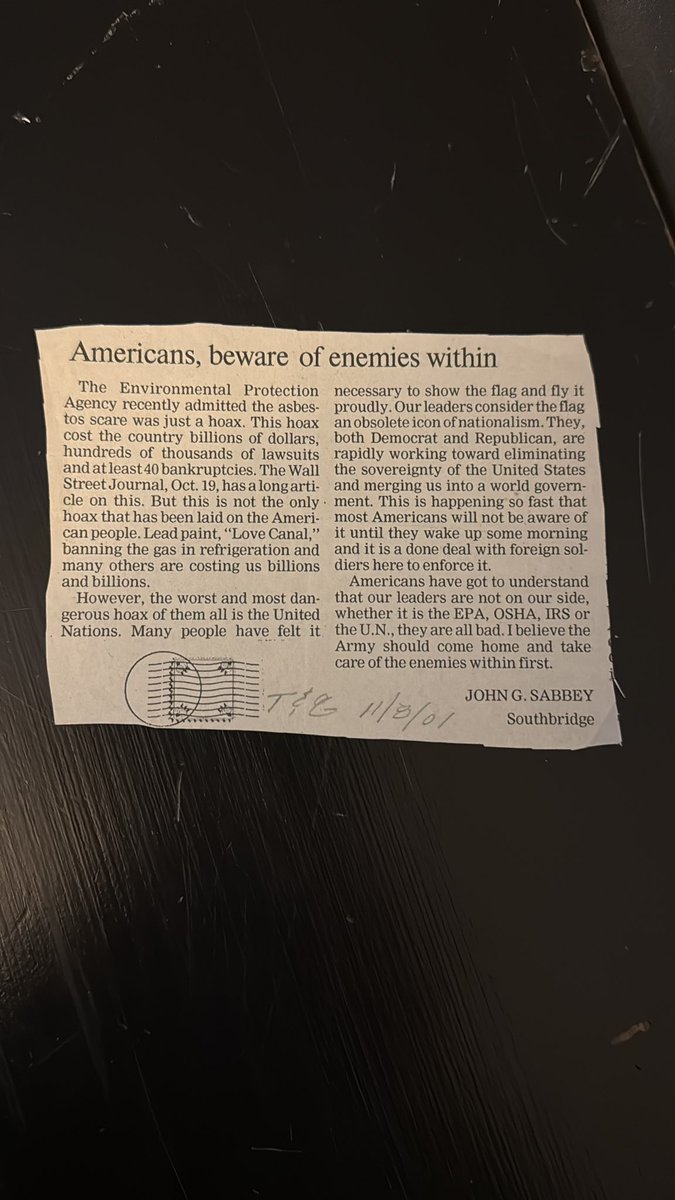 Americans, beware of enemies within
The Environmental Protection
Agency recently admitted the asbes-
tos scare was just a hoax. This hoax
cost the country billions of dollars,
hundreds of thousands of lawsuits
and at least 40 bankruptcies. The Wall
Street Journal, Oct. 19, has a long arti-
cle on this. But this is not the only
hoax that has been laid on the Ameri-
can people. Lead paint, “Love Canal,”
banning the gas in refrigeration and
many others are costing us billions
and billions.
However, the worst and most dan-
gerous hoax of them all is the United
Nations. Many people have felt it
necessary to show the flag and fly it
proudly. Our leaders consider the flag
an obsolete icon of nationalism. They,
both Democrat and Republican, are
rapidly working toward eliminating
the sovereignty of the United States
and merging us into a world govern-
ment. This is happening so fast that
most Americans will not be aware of
it until they wake up some morning
and it is a done deal with foreign sol-
diers here to enforce it.
Americans have got to understand
that our leaders are not on our side,
whether it is the EPA, OSHA, IRS or
the U.N., they are all bad. I believe the
Army should come home and take
care of the enemies within first.
JOHN G. SABBEY
Southbridge
T&G 11/8/01